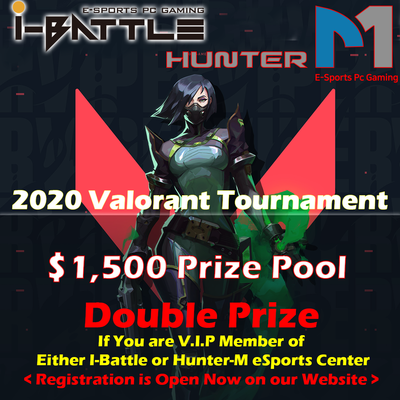 E-SPORTS PC GAMING
i-BATTLE
HUNTER M
E-Sports Pc Gaming
2020 Valorant Tournament
$1,500 Prize Pool
Double Prize
If You are V.I.P Member of
Either I-Battle or Hunter-M eSports Center
< Registration is Open Now on our Website >